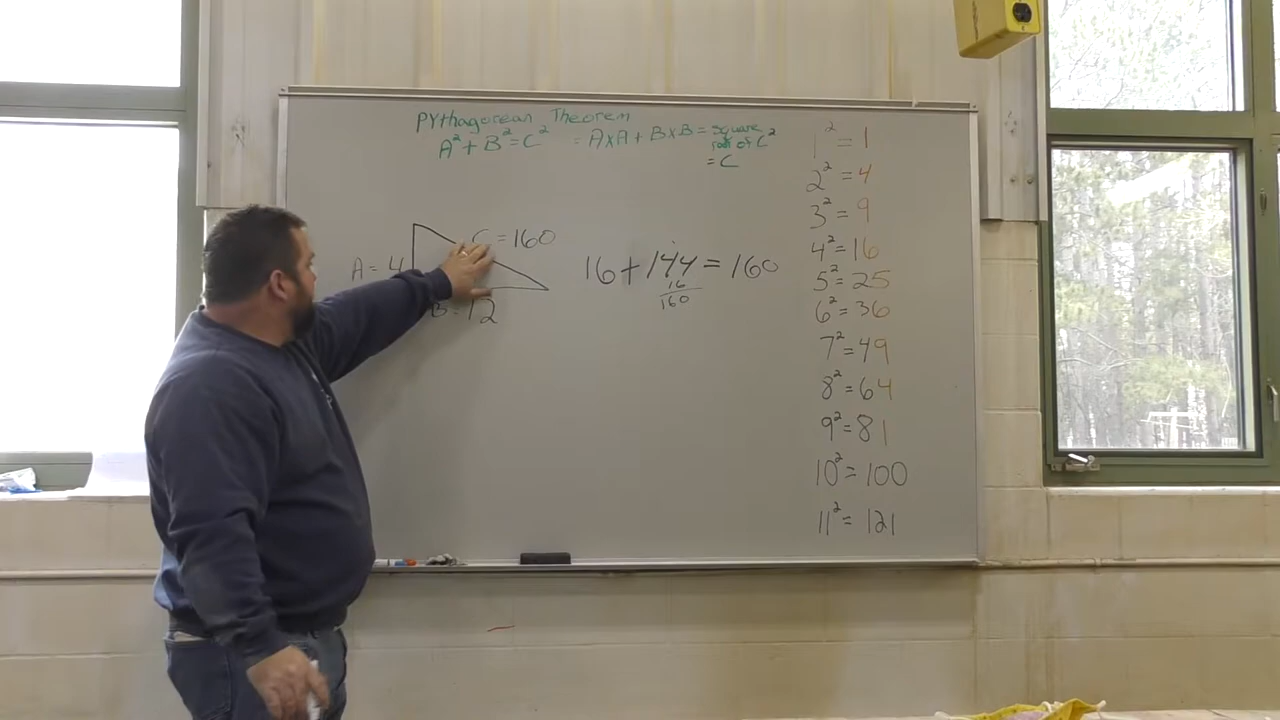 Pythagorean Theorem
A² + B² = C² = A x A + B x B = square root of C²
= C
C = 160
A = 4
B = 12
16 + 144 = 160
16
160
1² = 1
2² = 4
3² = 9
4² = 16
5² = 25
6² = 36
7² = 49
8² = 64
9² = 81
10² = 100
11² = 121